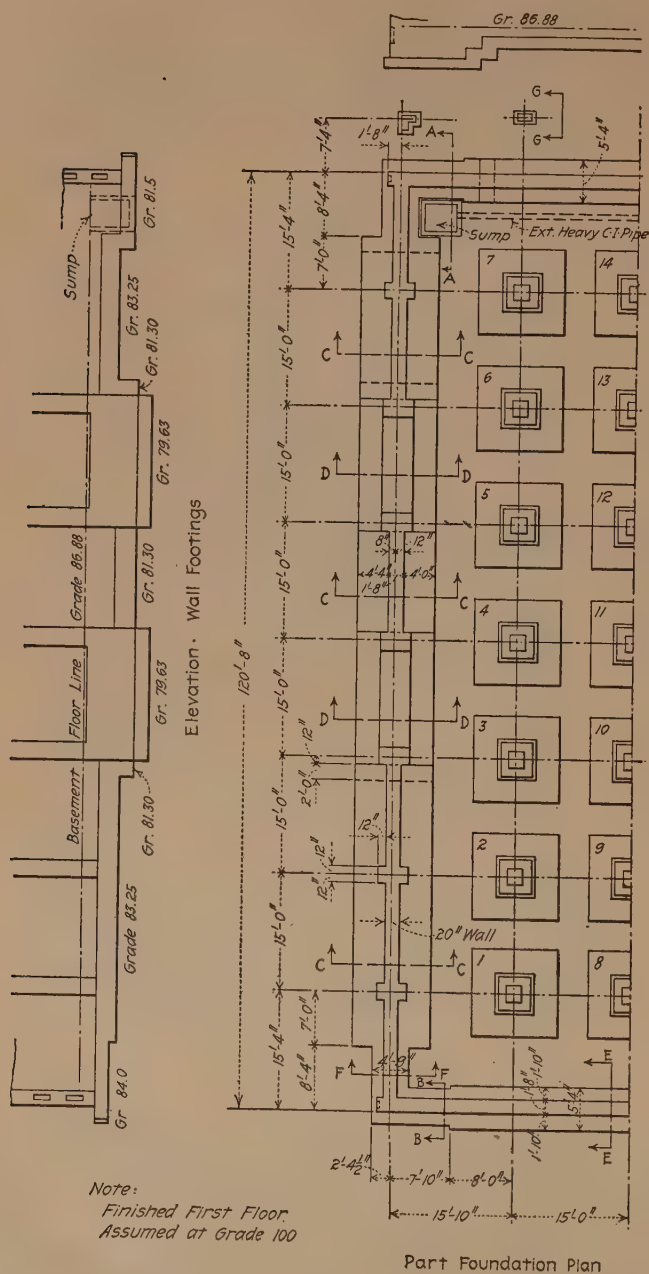 Gr. 86.88
G
G
7'-4"
1'-8"
A
5'-4"
8'-4"
15'-4"
7'-0"
Sump
Ext. Heavy C-I-Pipe
A
7
14
C
C
15'-0"
6
13
15'-0"
D
D
5
12
15'-0"
8"
12"
4'-4"
4'-0"
1'-8"
C
C
4
11
120'-8"
15'-0"
D
D
3
10
12"
2'-0"
15'-0"
12"
12"
12"
2
9
15'-0"
20" Wall
C
C
1
8
15'-4"
7'-0"
8'-4"
4'-9"
F
F
B
B
E
E
1'-10"
1'-8"
5'-4"
1'-10"
2'-4½"
7'-10"
8'-0"
15'-10"
15'-0"
Part Foundation Plan
Sump
Gr. 81.5
Gr. 83.25
Gr. 81.30
Gr. 79.63
Gr. 81.30
Gr. 79.63
Gr. 81.30
Grade 83.25
Gr 84.0
Basement Floor Line Grade 86.88
Elevation · Wall Footings
Note:
Finished First Floor
Assumed at Grade 100